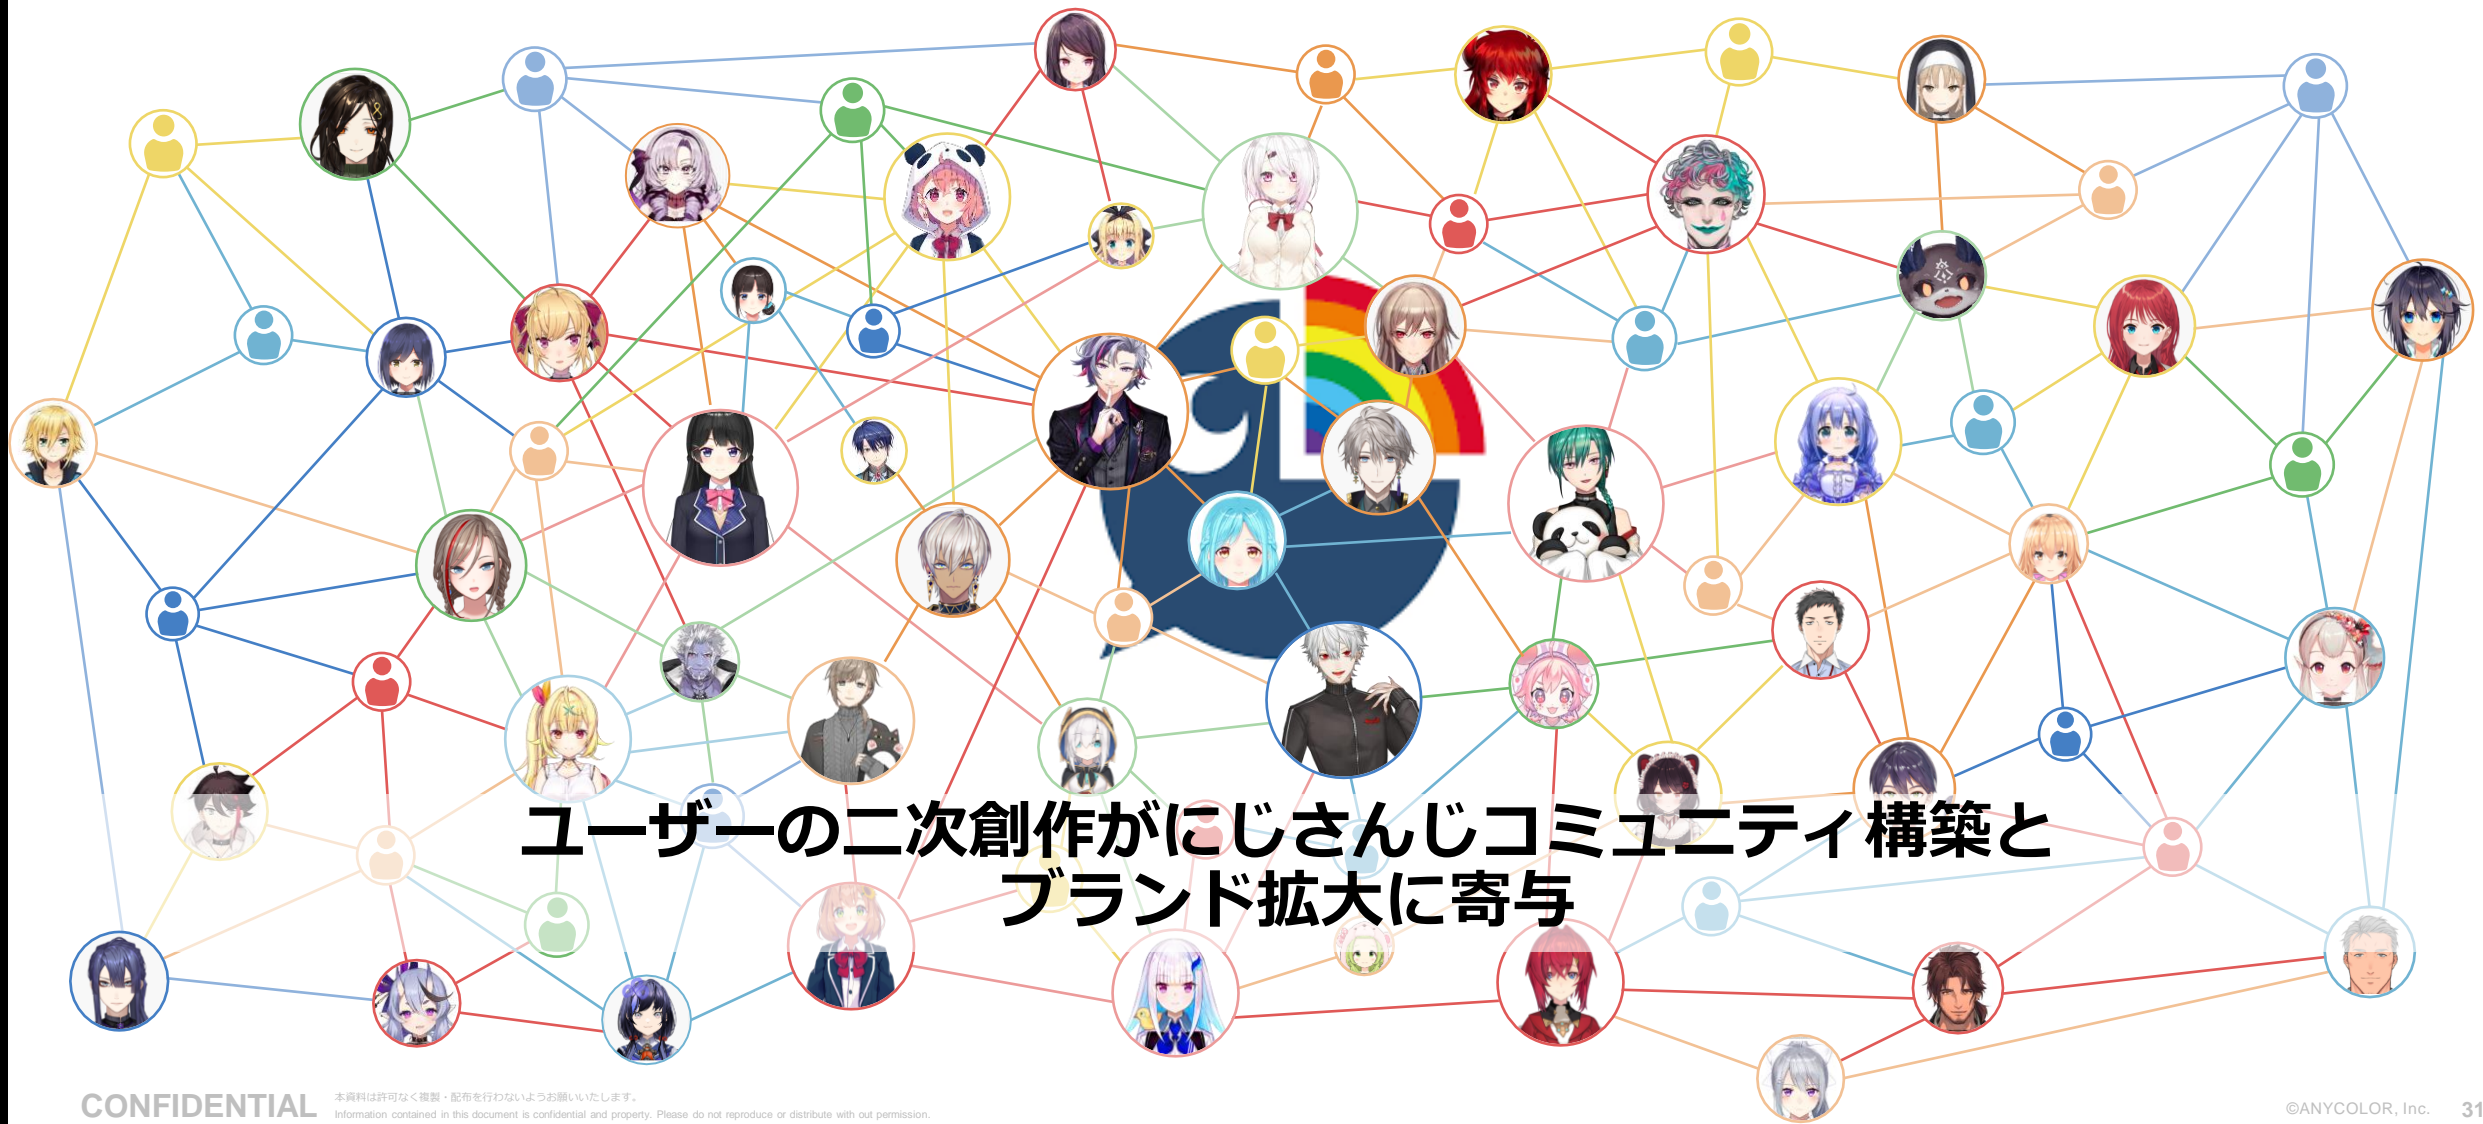 ユーザーの二次創作がにじさんじコミュニティ構築と
ブランド拡大に寄与
CONFIDENTIAL
本資料は許可なく複製・配布を行わないようお願いいたします。
Information contained in this document is confidential and property. Please do not reproduce or distribute with out permission.
©ANYCOLOR, Inc. 31